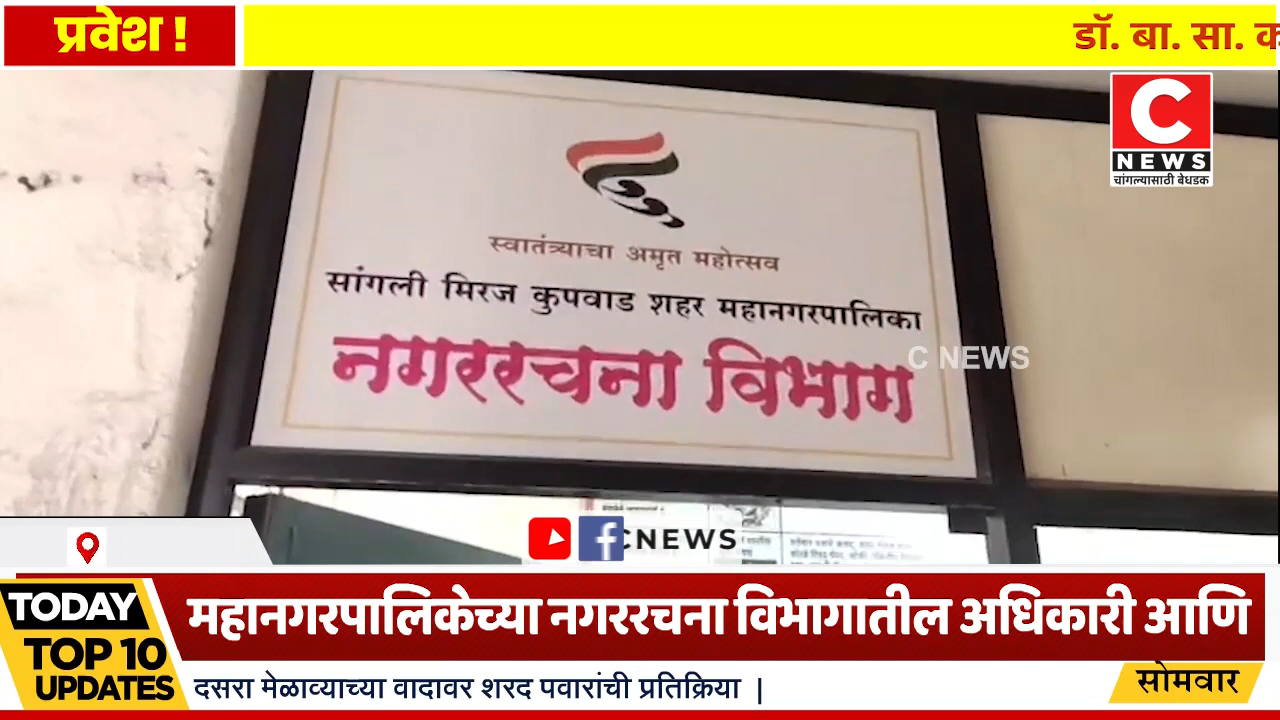 प्रवेश !
डॉ. बा. सा.
C
NEWS
चांगल्यासाठी बेधडक
स्वातंत्र्याचा अमृत महोत्सव
सांगली मिरज कुपवाड शहर महानगरपालिका
नगररचना विभाग
C NEWS
CNEWS
TODAY
TOP 10
UPDATES
महानगरपालिकेच्या नगररचना विभागातील अधिकारी आणि
दसरा मेळाव्याच्या वादावर शरद पवारांची प्रतिक्रिया |
सोमवार